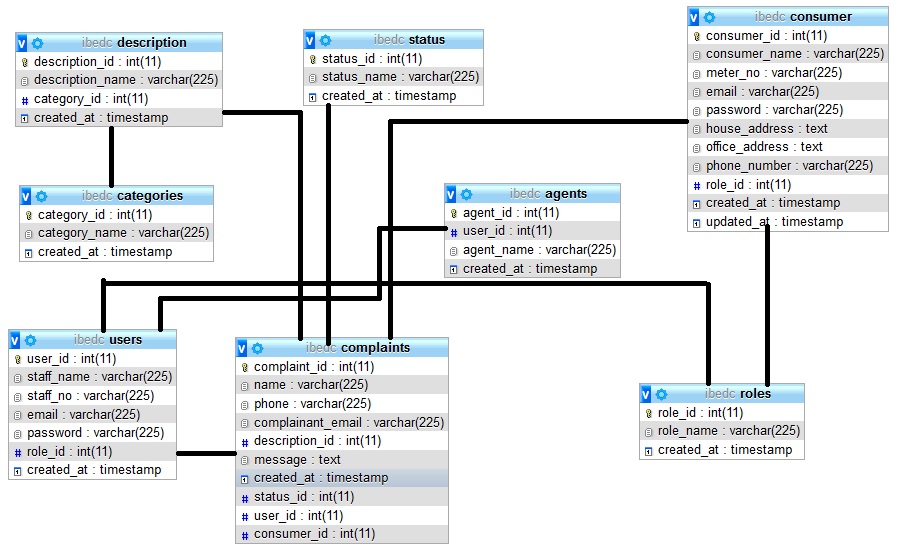 ibedc description
description_id : int(11)
description_name : varchar(225)
category_id : int(11)
created_at : timestamp
ibedc status
status_id : int(11)
status_name : varchar(225)
created_at : timestamp
ibedc consumer
consumer_id : int(11)
consumer_name : varchar(225)
meter_no : varchar(225)
email : varchar(225)
password : varchar(225)
house_address : text
office_address : text
phone_number : varchar(225)
role_id : int(11)
created_at : timestamp
updated_at : timestamp
ibedc categories
category_id : int(11)
category_name : varchar(225)
created_at : timestamp
ibedc agents
agent_id : int(11)
user_id : int(11)
agent_name : varchar(225)
created_at : timestamp
ibedc users
user_id : int(11)
staff_name : varchar(225)
staff_no : varchar(225)
email : varchar(225)
password : varchar(225)
role_id : int(11)
created_at : timestamp
ibedc complaints
complaint_id : int(11)
name : varchar(225)
phone : varchar(225)
complainant_email : varchar(225)
description_id : int(11)
message : text
created_at : timestamp
status_id : int(11)
user_id : int(11)
consumer_id : int(11)
ibedc roles
role_id : int(11)
role_name : varchar(225)
created_at : timestamp